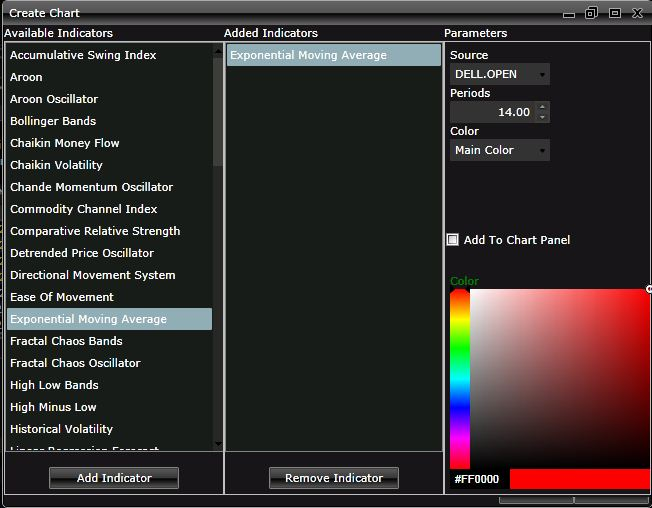 Create Chart
Available Indicators
Accumulative Swing Index
Aroon
Aroon Oscillator
Bollinger Bands
Chaikin Money Flow
Chaikin Volatility
Chande Momentum Oscillator
Commodity Channel Index
Comparative Relative Strength
Detrended Price Oscillator
Directional Movement System
Ease Of Movement
Exponential Moving Average
Fractal Chaos Bands
Fractal Chaos Oscillator
High Low Bands
High Minus Low
Historical Volatility
Linear Regression Forecast
Add Indicator
Added Indicators
Exponential Moving Average
Remove Indicator
Parameters
Source
DELL.OPEN
Periods
14.00
Color
Main Color
Add To Chart Panel
Color
#FF0000